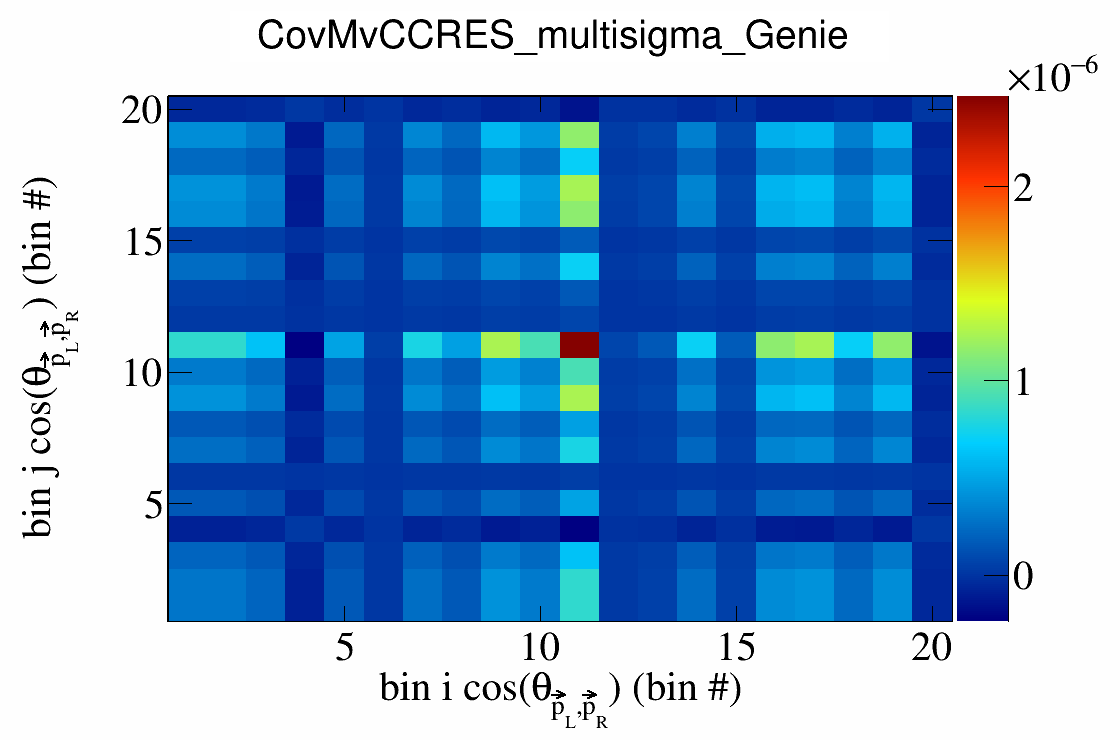 CovMvCCRES_multisigma_Genie
×10⁻⁶
20
15
10
5
2
1
0
bin j cos(θ_{p⃗_L,p⃗_R}) (bin #)
5 10 15 20
bin i cos(θ_{p⃗_L,p⃗_R}) (bin #)